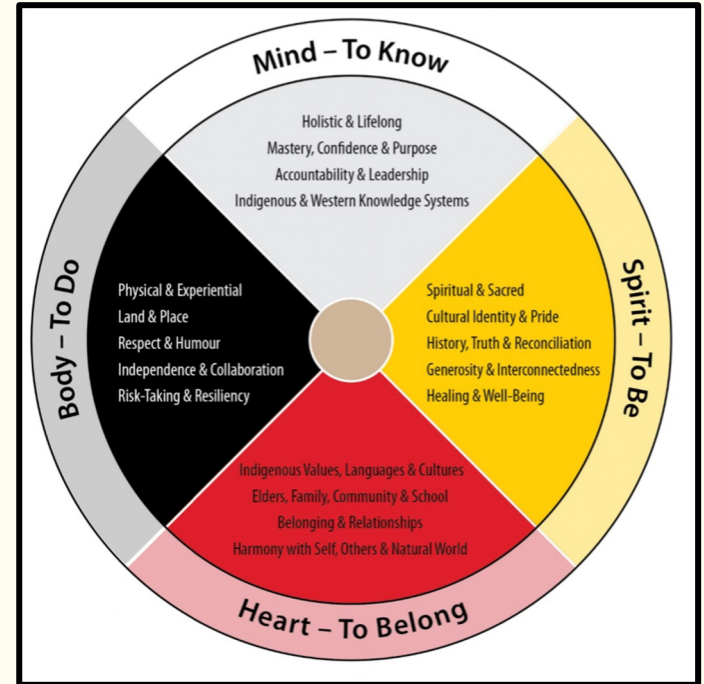 Mind – To Know
Holistic & Lifelong
Mastery, Confidence & Purpose
Accountability & Leadership
Indigenous & Western Knowledge Systems
Body – To Do
Physical & Experiential
Land & Place
Respect & Humour
Independence & Collaboration
Risk-Taking & Resiliency
Spiritual & Sacred
Cultural Identity & Pride
History, Truth & Reconciliation
Generosity & Interconnectedness
Healing & Well-Being
Spirit – To Be
Indigenous Values, Languages & Cultures
Elders, Family, Community & School
Belonging & Relationships
Harmony with Self, Others & Natural World
Heart – To Belong